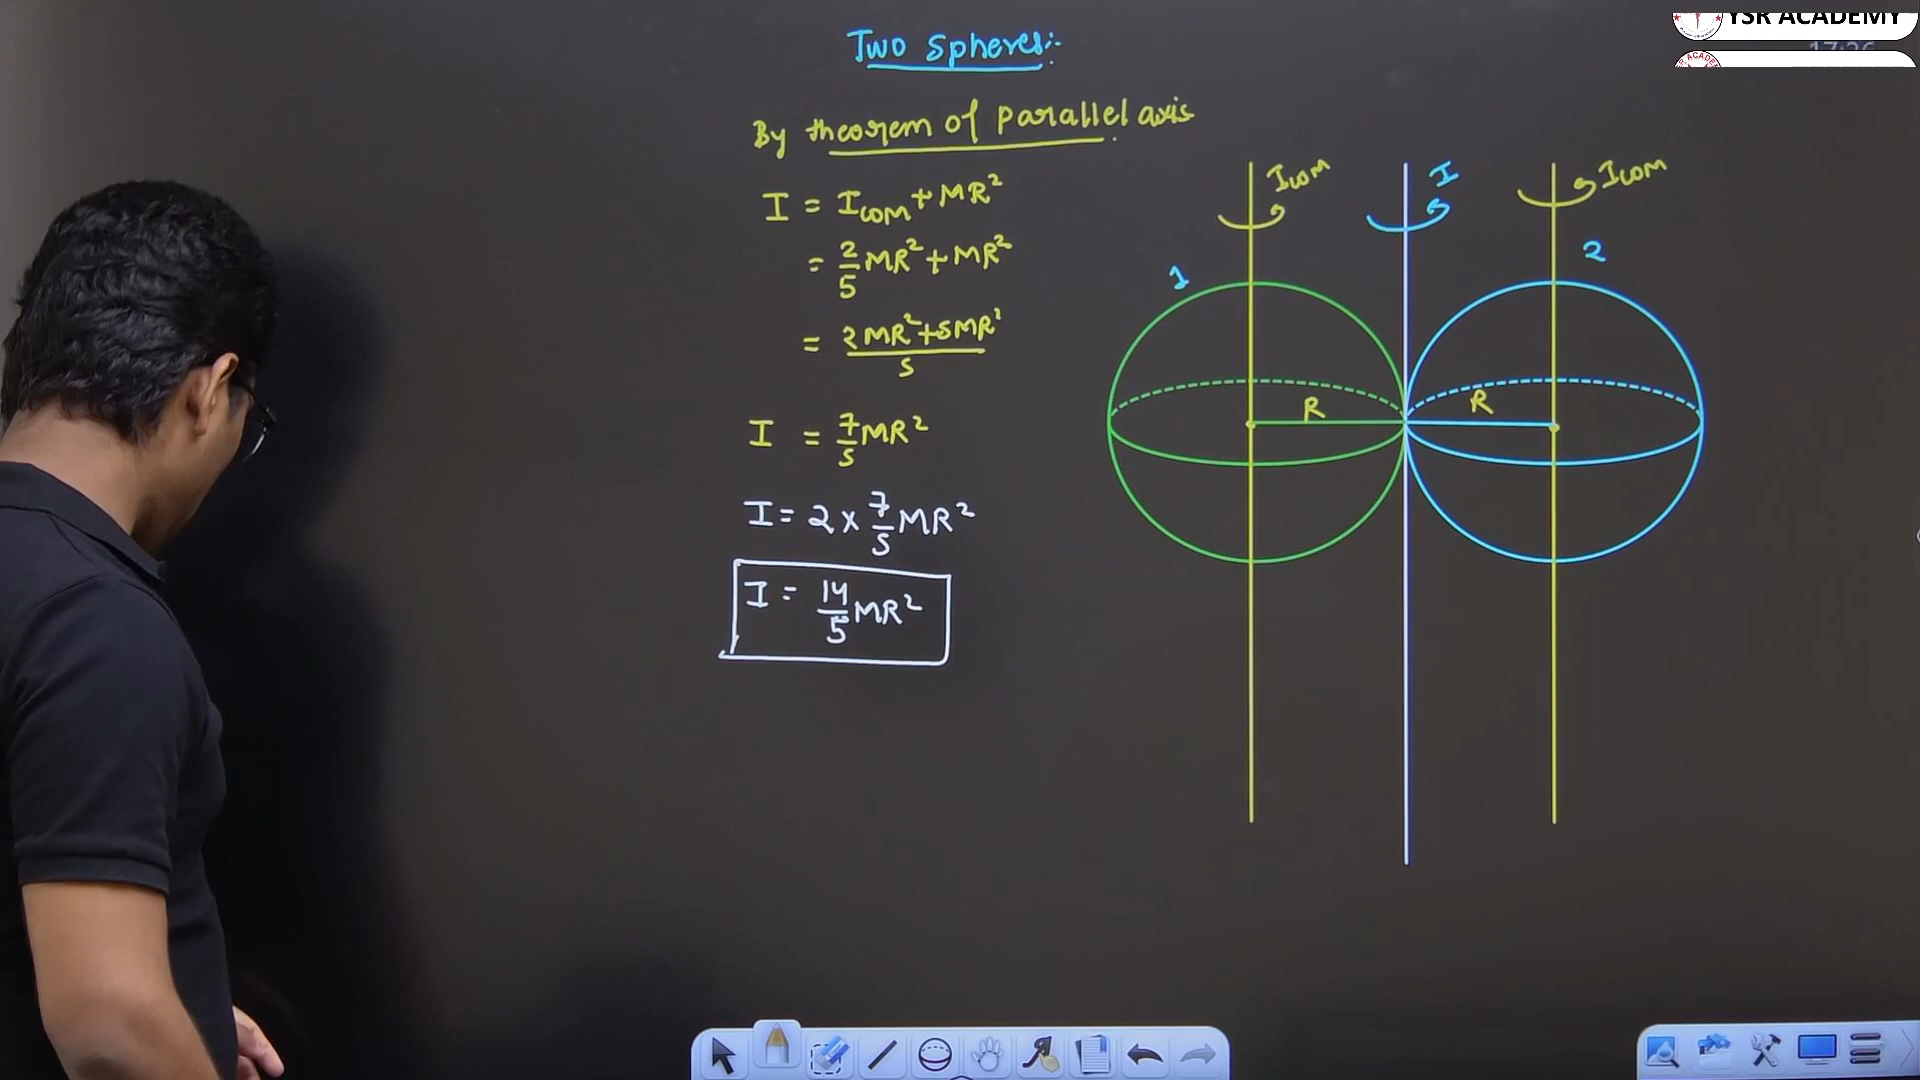 YSR ACADEMY
Two Spheres:-
By theorem of parallel axis
I = ICOM + MR²
= 2/5 MR² + MR²
= 2MR² + 5MR² / 5
I = 7/5 MR²
I = 2 × 7/5 MR²
I = 14/5 MR²
ICOM
I
ICOM
1
2
R
R